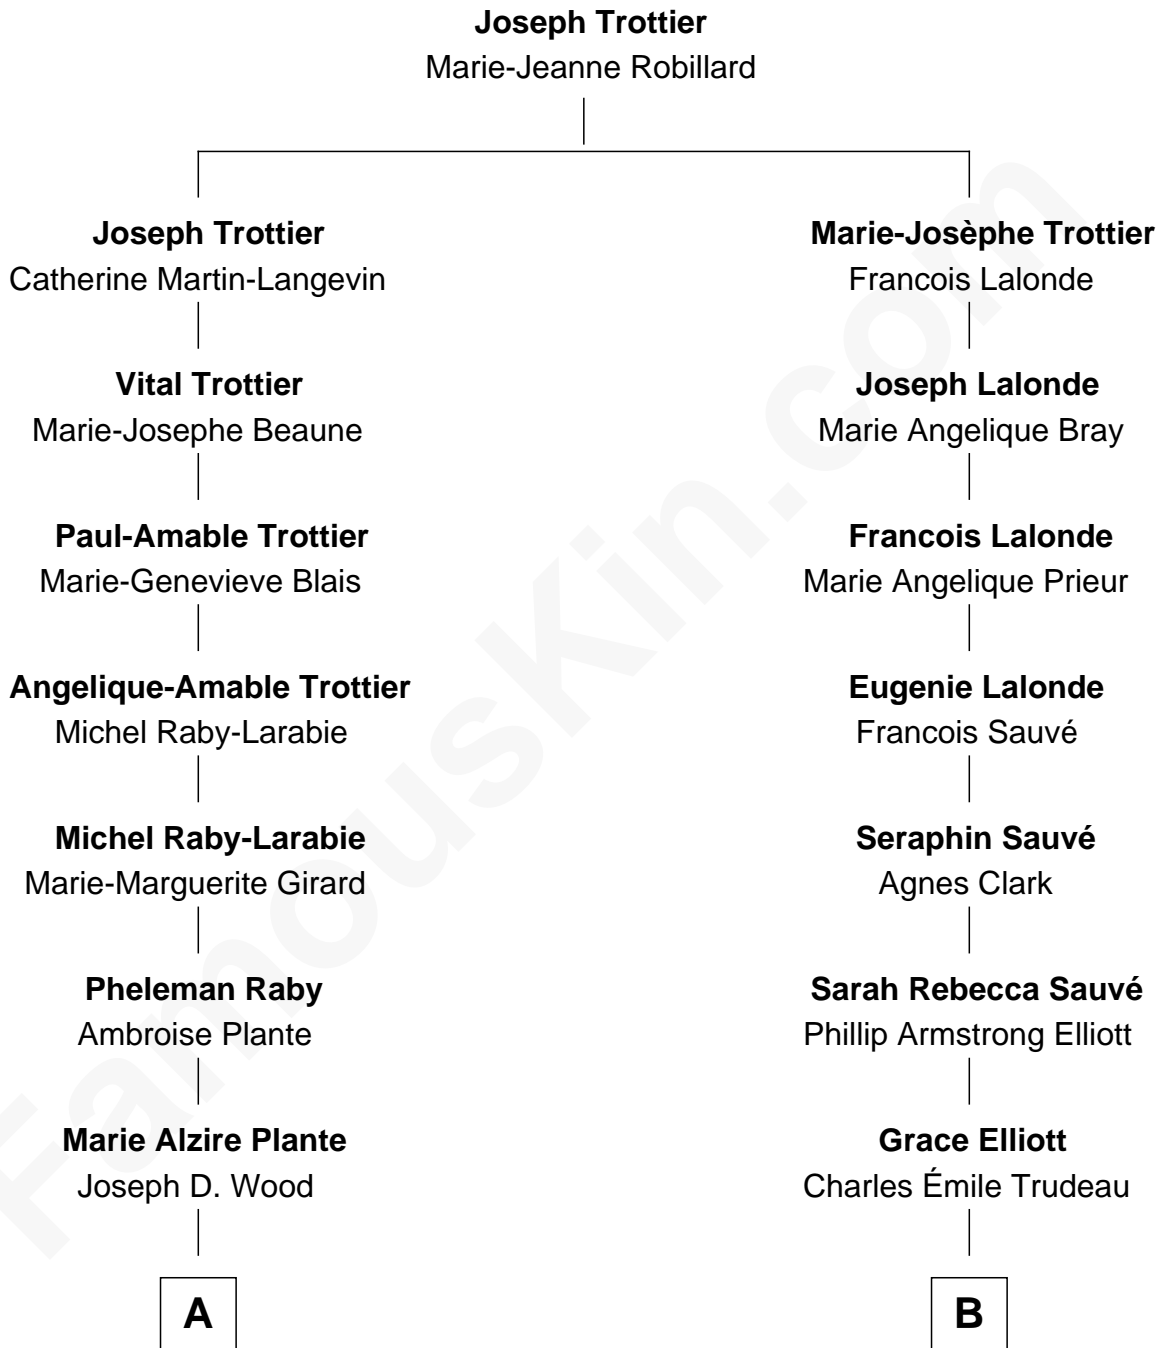 Joseph Trottier
Marie-Jeanne Robillard
Joseph Trottier
Catherine Martin-Langevin
Marie-Josèphe Trottier
Francois Lalonde
Vital Trottier
Marie-Josephe Beaune
Joseph Lalonde
Marie Angelique Bray
Paul-Amable Trottier
Marie-Genevieve Blais
Francois Lalonde
Marie Angelique Prieur
Angelique-Amable Trottier
Michel Raby-Larabie
Eugenie Lalonde
Francois Sauvé
Michel Raby-Larabie
Marie-Marguerite Girard
Seraphin Sauvé
Agnes Clark
Pheleman Raby
Ambroise Plante
Sarah Rebecca Sauvé
Phillip Armstrong Elliott
Marie Alzire Plante
Joseph D. Wood
Grace Elliott
Charles Émile Trudeau
A
B
FamousKin.com